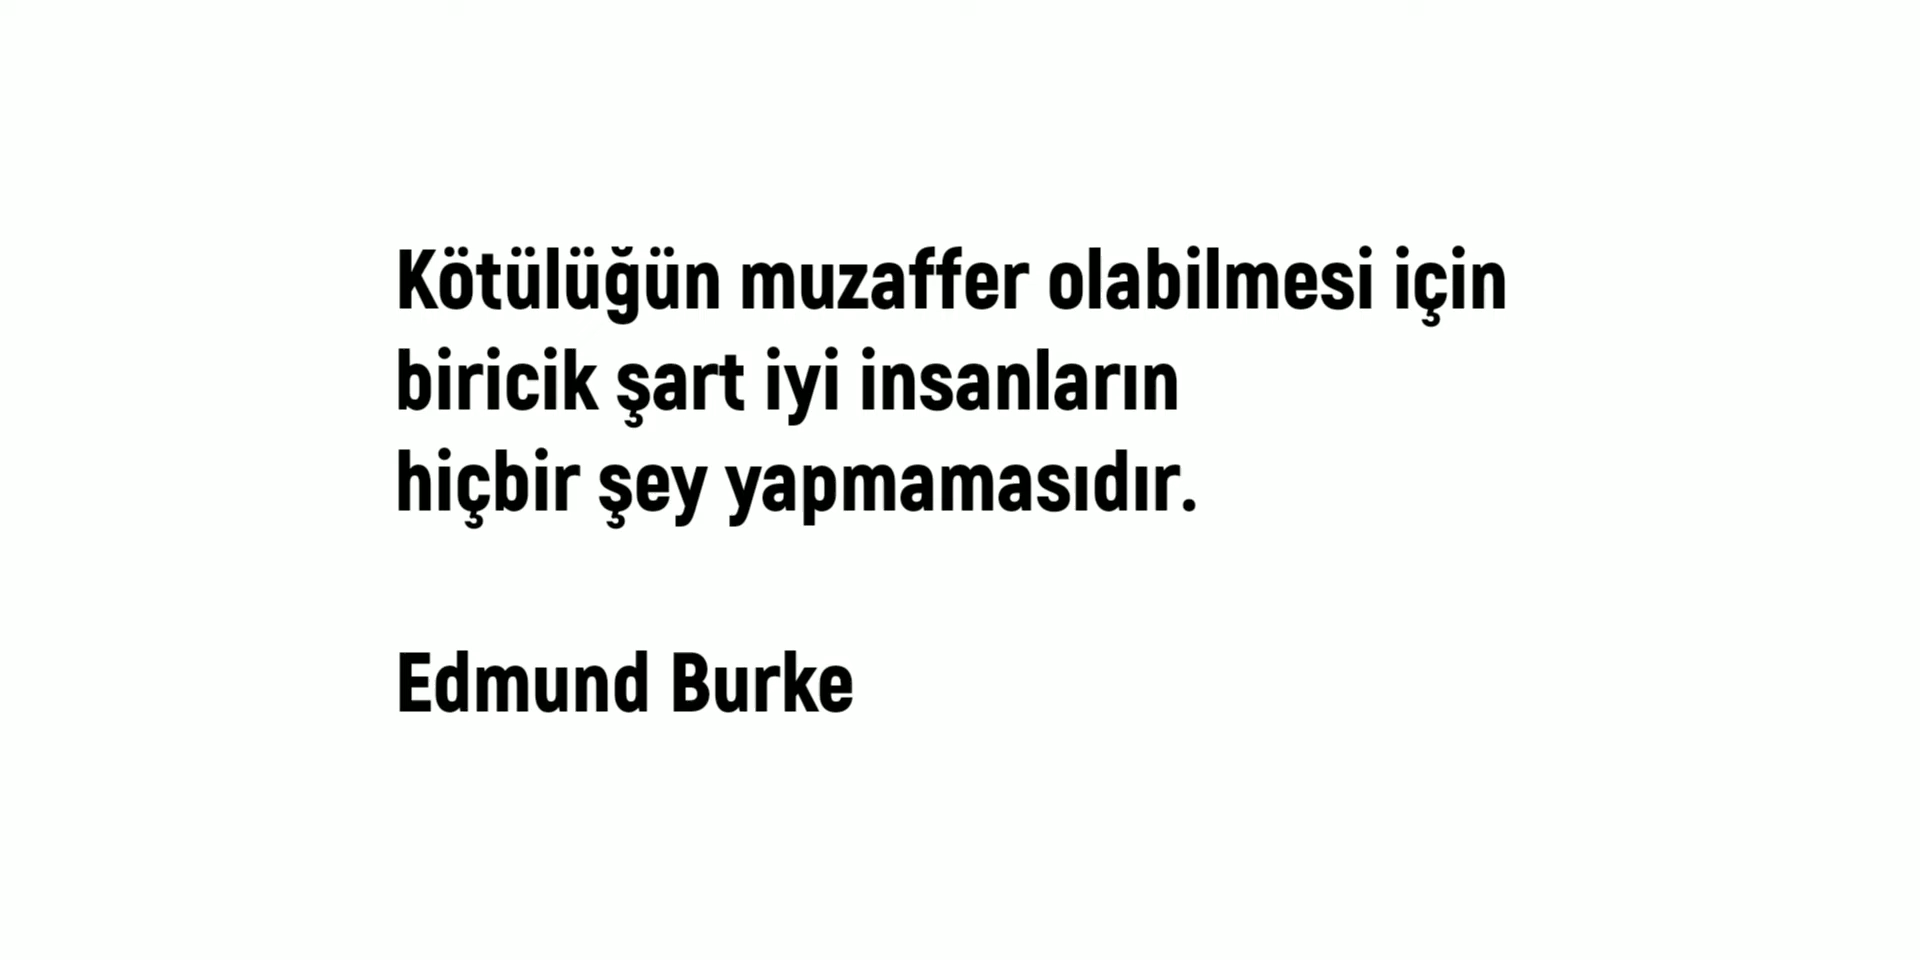 Kötülüğün muzaffer olabilmesi için
biricik şart iyi insanların
hiçbir şey yapmamasıdır.
Edmund Burke